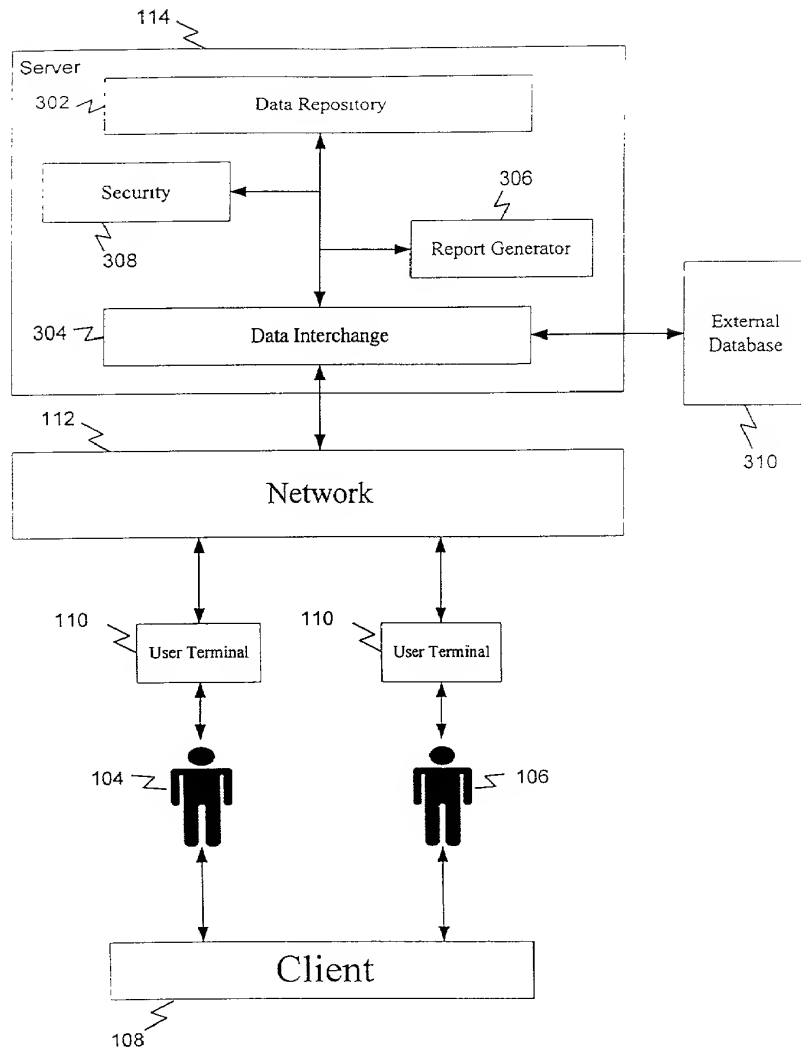 114
Server
302
Data Repository
Security
308
306
Report Generator
304
Data Interchange
External
Database
310
112
Network
110
User Terminal
110
User Terminal
104
106
Client
108